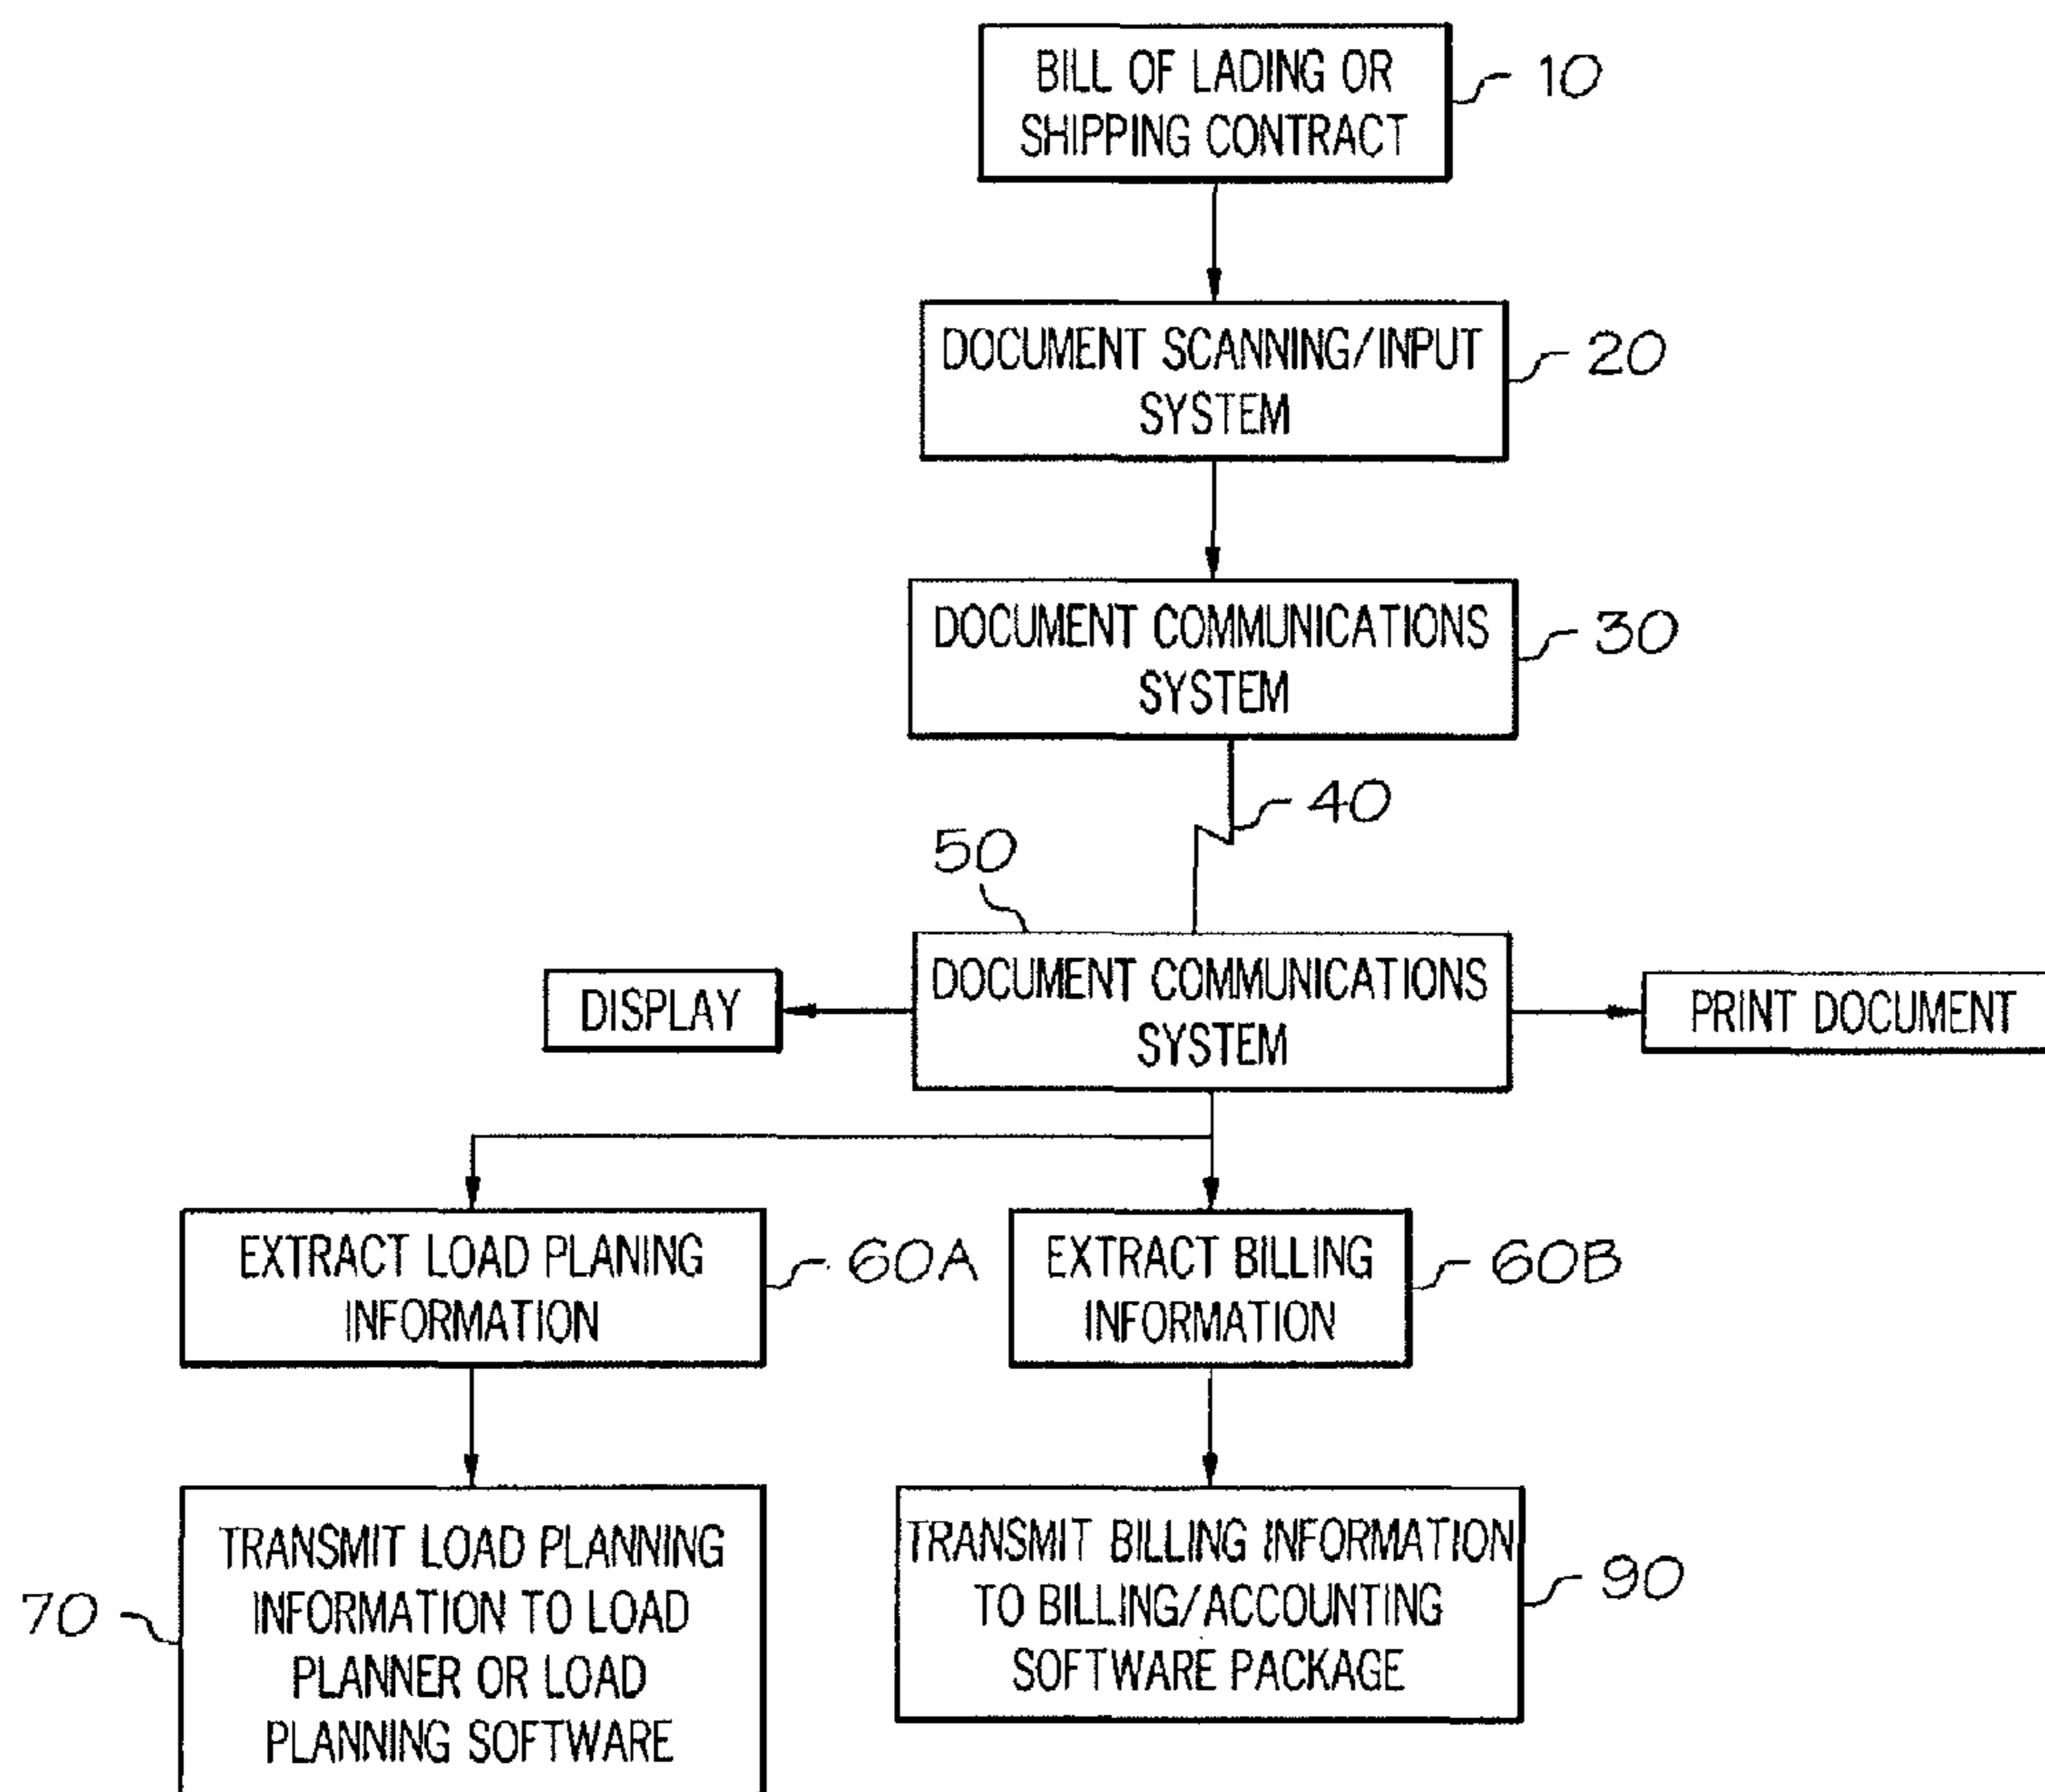 BILL OF LADING OR
SHIPPING CONTRACT
10
DOCUMENT SCANNING/INPUT
SYSTEM
20
DOCUMENT COMMUNICATIONS
SYSTEM
30
40
50
DISPLAY
DOCUMENT COMMUNICATIONS
SYSTEM
PRINT DOCUMENT
EXTRACT LOAD PLANING
INFORMATION
60A
EXTRACT BILLING
INFORMATION
60B
70
TRANSMIT LOAD PLANNING
INFORMATION TO LOAD
PLANNER OR LOAD
PLANNING SOFTWARE
TRANSMIT BILLING INFORMATION
TO BILLING/ACCOUNTING
SOFTWARE PACKAGE
90